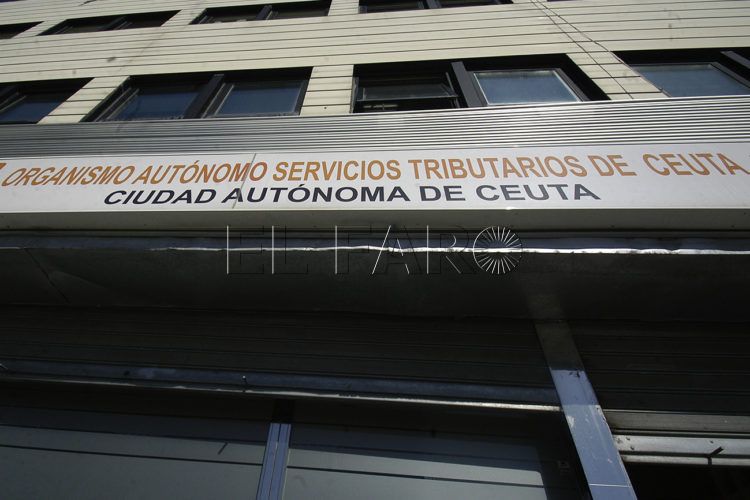 ORGANISMO AUTÓNOMO SERVICIOS TRIBUTARIOS DE CEUTA
CIUDAD AUTÓNOMA DE CEUTA
EL FARO